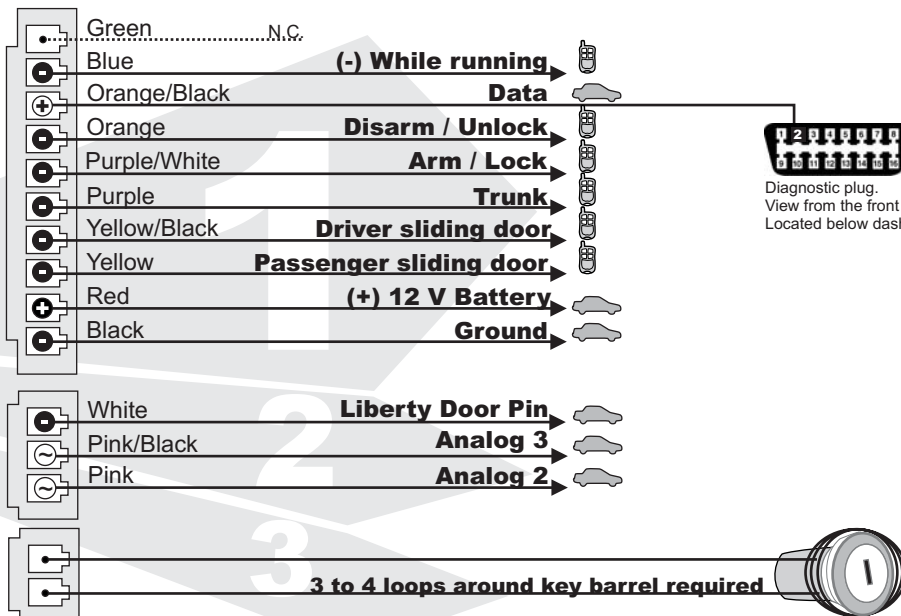 Green N.C.
Blue (-) While running
Orange/Black Data
Orange Disarm / Unlock
Purple/White Arm / Lock
Purple Trunk
Yellow/Black Driver sliding door
Yellow Passenger sliding door
Red (+) 12 V Battery
Black Ground
1 2 3 4 5 6 7 8
9 10 11 12 13 14 15 16
Diagnostic plug.
View from the front
Located below dash
1
White Liberty Door Pin
Pink/Black Analog 3
Pink Analog 2
2
3
3 to 4 loops around key barrel required